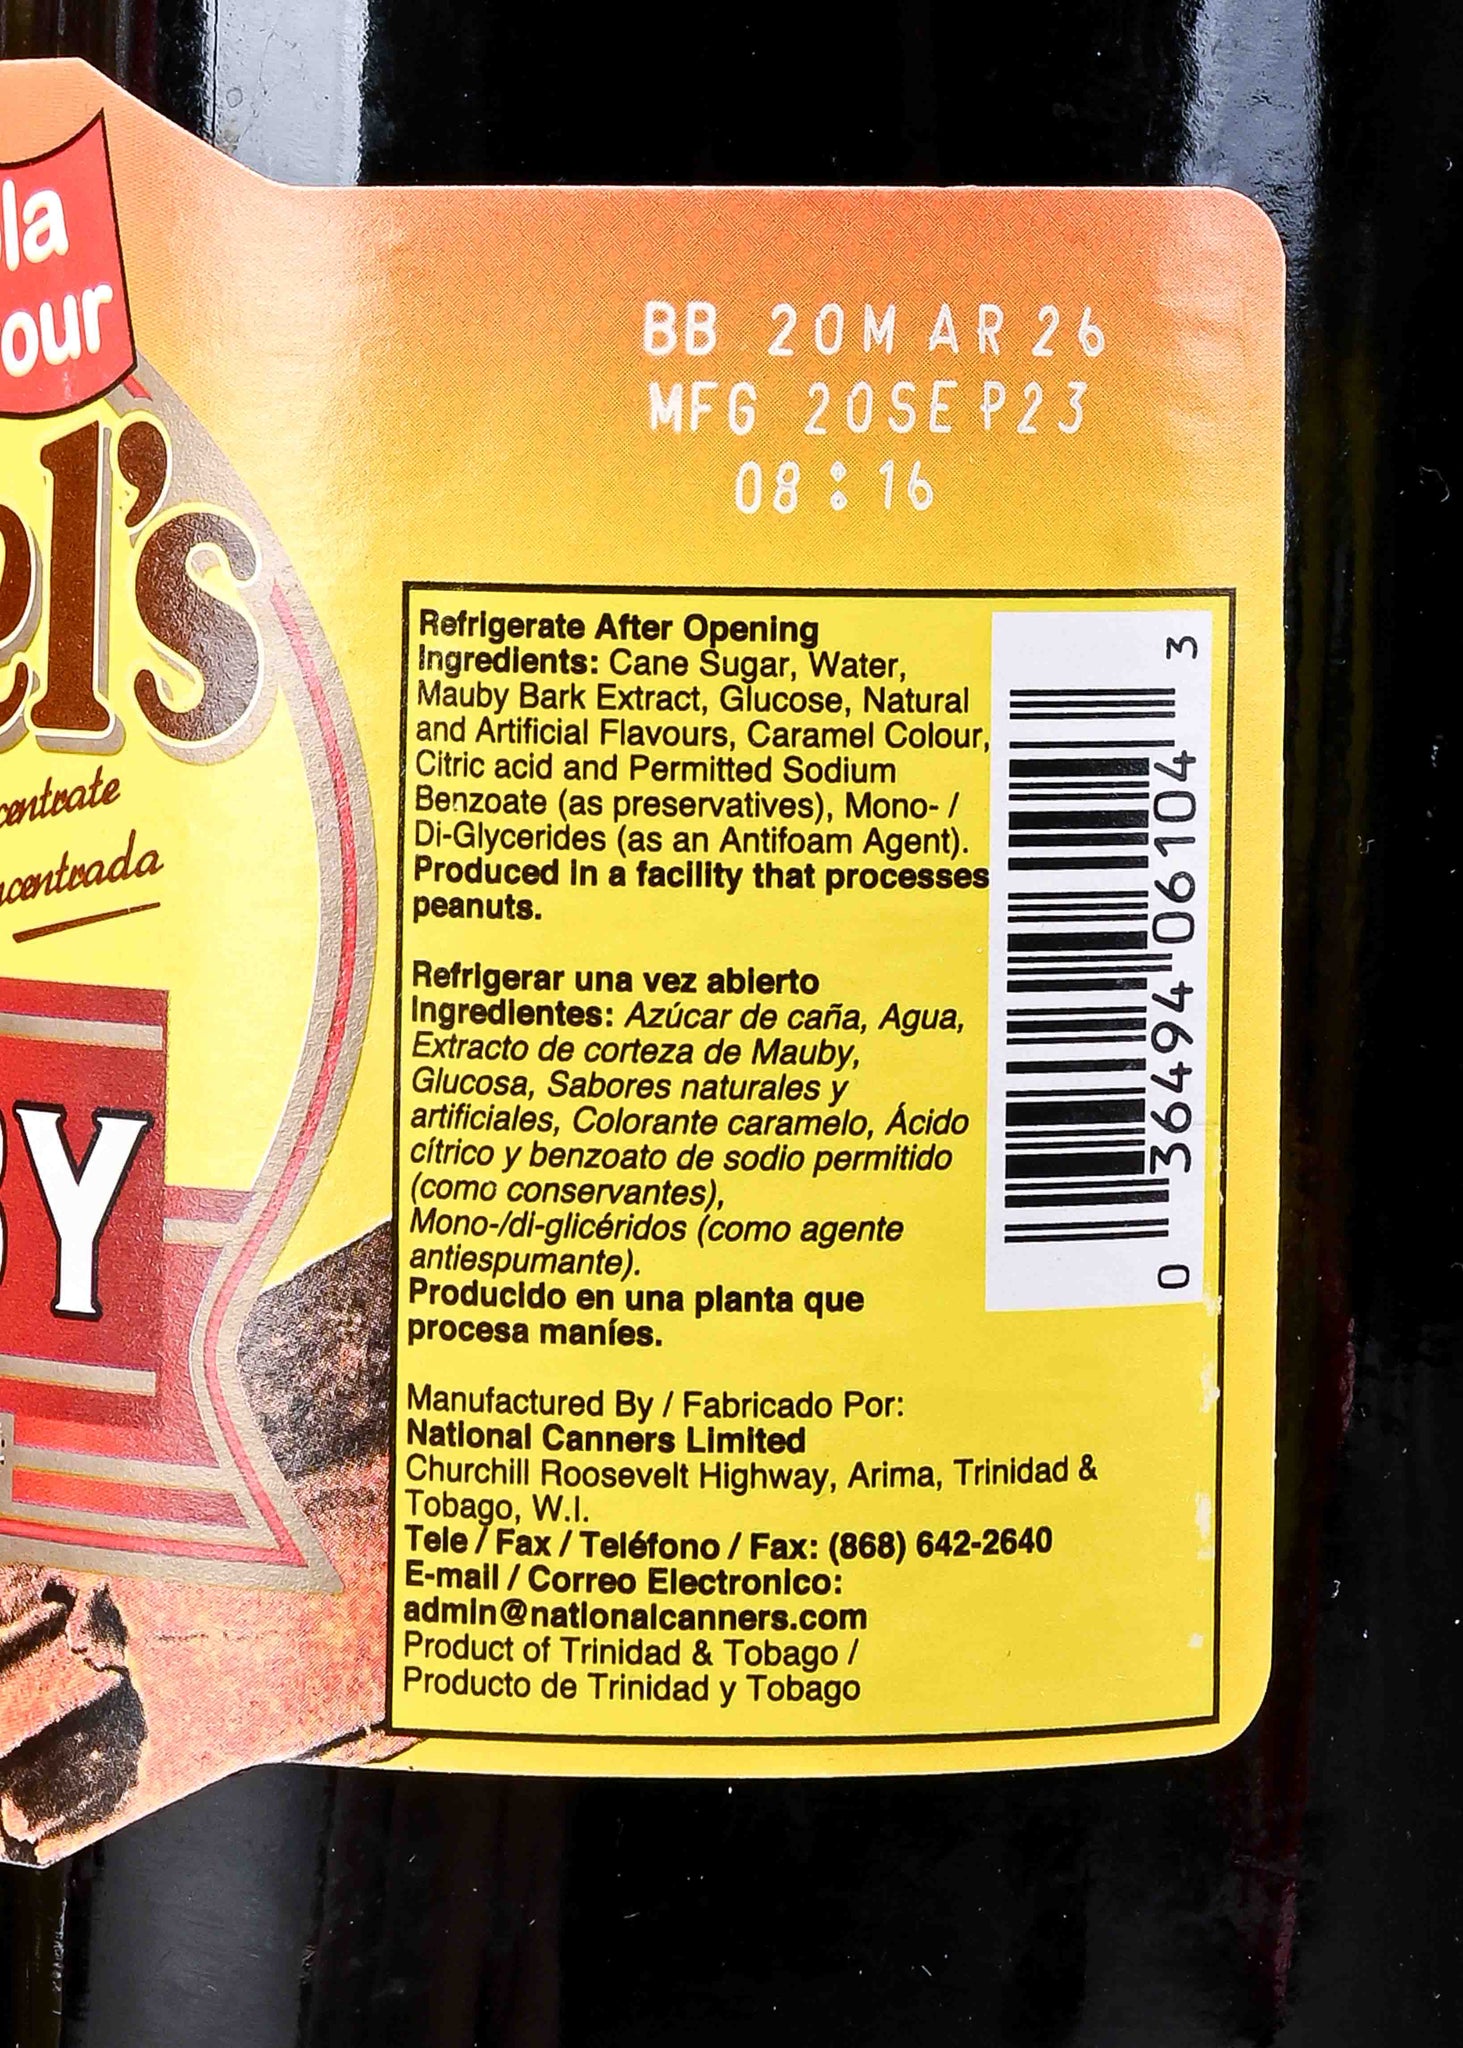 la
our
el's
centrate
centrada
BY
BB 20MAR26
MFG 20SEP23
08:16
Refrigerate After Opening
Ingredients: Cane Sugar, Water,
Mauby Bark Extract, Glucose, Natural
and Artificial Flavours, Caramel Colour,
Citric acid and Permitted Sodium
Benzoate (as preservatives), Mono- /
Di-Glycerides (as an Antifoam Agent).
Produced in a facility that processes
peanuts.
Refrigerar una vez abierto
Ingredientes: Azúcar de caña, Agua,
Extracto de corteza de Mauby,
Glucosa, Sabores naturales y
artificiales, Colorante caramelo, Ácido
cítrico y benzoato de sodio permitido
(como conservantes),
Mono-/di-glicéridos (como agente
antiespumante).
Producido en una planta que
procesa maníes.
Manufactured By / Fabricado Por:
National Canners Limited
Churchill Roosevelt Highway, Arima, Trinidad &
Tobago, W.I.
Tele / Fax / Teléfono / Fax: (868) 642-2640
E-mail / Correo Electronico:
admin@nationalcanners.com
Product of Trinidad & Tobago /
Producto de Trinidad y Tobago
0 36494 06104 3